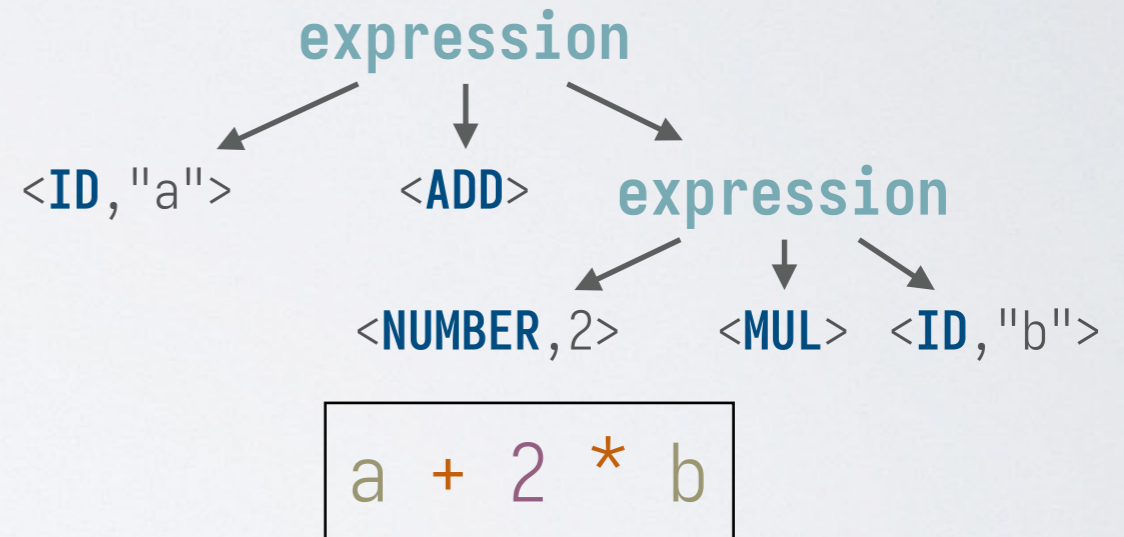 expression
<ID,"a"> <ADD> expression
<NUMBER,2> <MUL> <ID,"b">
a + 2 * b